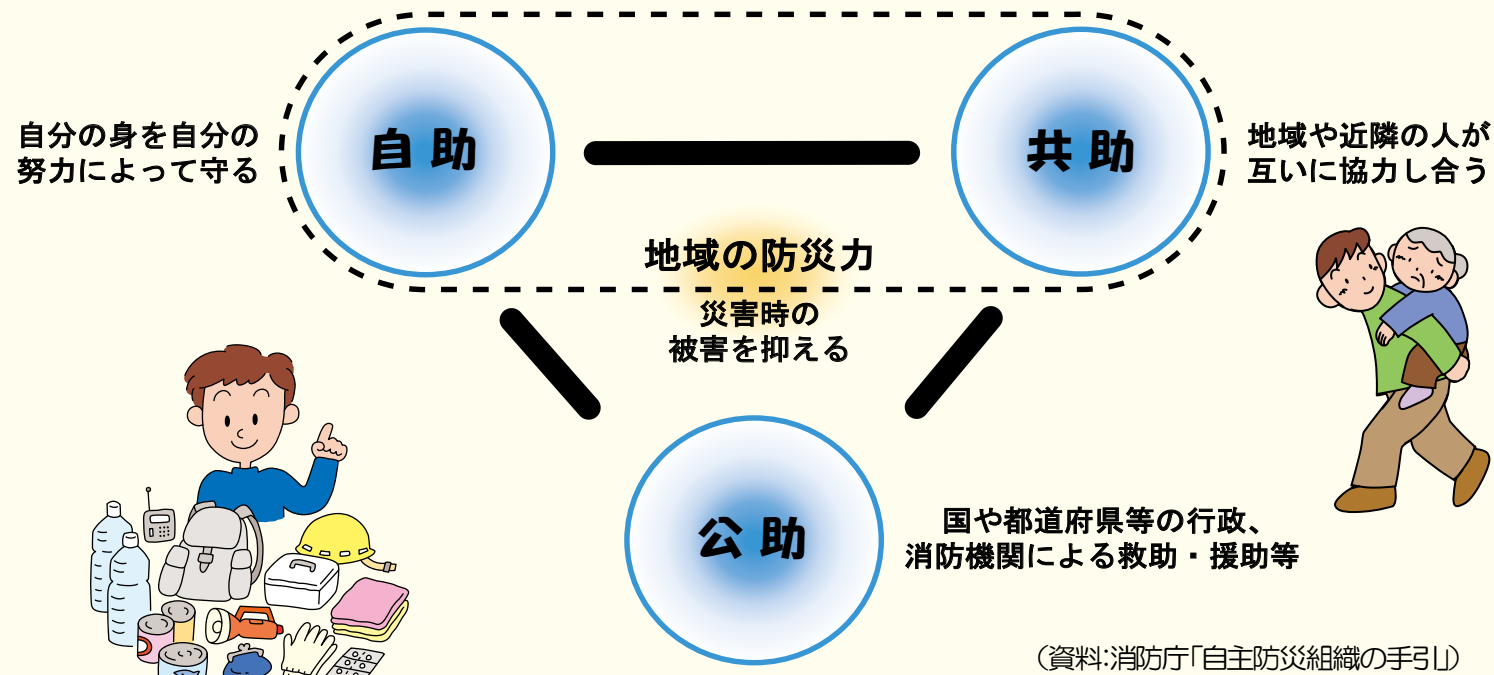 自助
共助
自分の身を自分の
努力によって守る
地域や近隣の人が
互いに協力し合う
地域の防災力
災害時の
被害を抑える
公助
国や都道府県等の行政、
消防機関による救助・援助等
（資料:消防庁「自主防災組織の手引」）